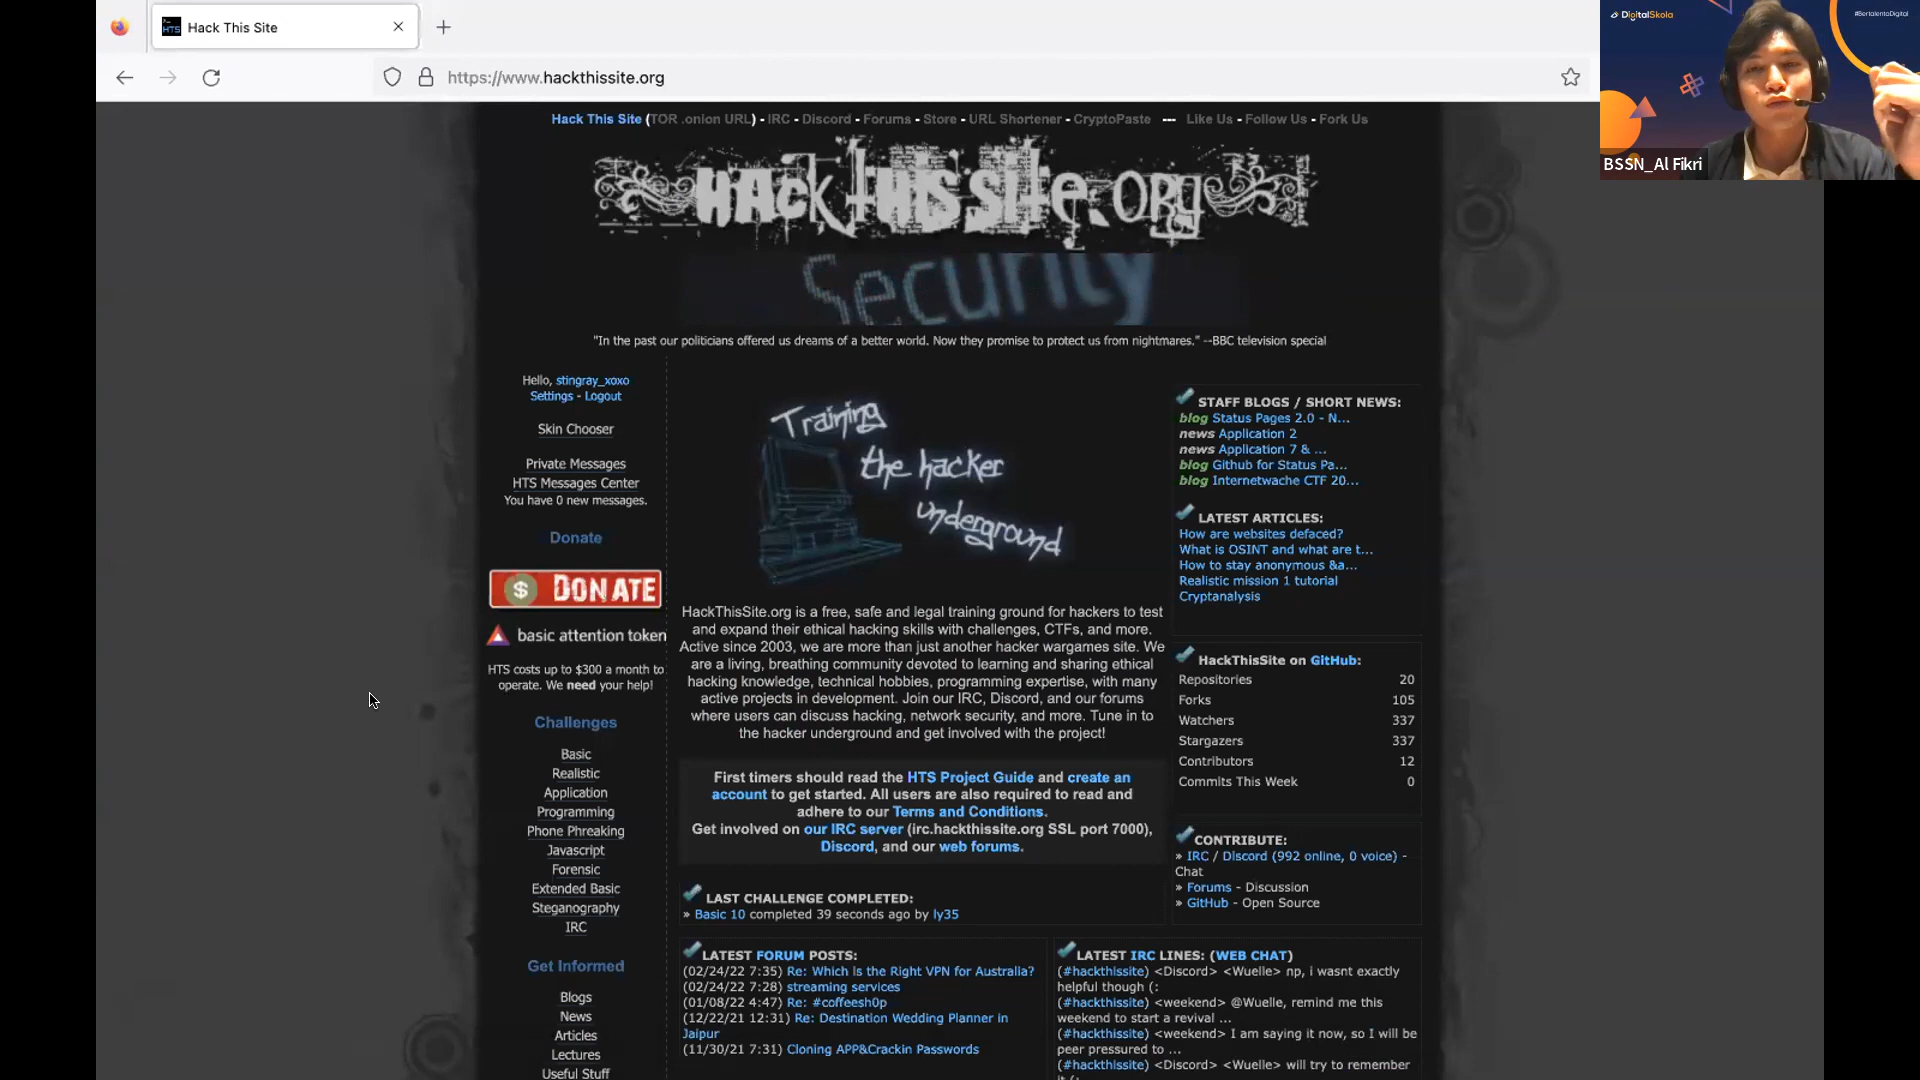 Hack This Site
https://www.hackthissite.org
DigitalSkola
#BertalentaDigital
BSSN_Al Fikri
Hack This Site (TOR .onion URL) - IRC - Discord - Forums - Store - URL Shortener - CryptoPaste --- Like Us - Follow Us - Fork Us
HACk THIS SitE.ORg
Security
"In the past our politicians offered us dreams of a better world. Now they promise to protect us from nightmares." --BBC television special
Hello, stingray_xoxo
Settings - Logout
Skin Chooser
Private Messages
HTS Messages Center
You have 0 new messages.
Donate
$ DONATE
basic attention token
HTS costs up to $300 a month to
operate. We need your help!
Challenges
Basic
Realistic
Application
Programming
Phone Phreaking
Javascript
Forensic
Extended Basic
Steganography
IRC
Get Informed
Blogs
News
Articles
Lectures
Useful Stuff
Training
the hacker
underground
HackThisSite.org is a free, safe and legal training ground for hackers to test
and expand their ethical hacking skills with challenges, CTFs, and more.
Active since 2003, we are more than just another hacker wargames site. We
are a living, breathing community devoted to learning and sharing ethical
hacking knowledge, technical hobbies, programming expertise, with many
active projects in development. Join our IRC, Discord, and our forums
where users can discuss hacking, network security, and more. Tune in to
the hacker underground and get involved with the project!
First timers should read the HTS Project Guide and create an
account to get started. All users are also required to read and
adhere to our Terms and Conditions.
Get involved on our IRC server (irc.hackthissite.org SSL port 7000),
Discord, and our web forums.
LAST CHALLENGE COMPLETED:
» Basic 10 completed 39 seconds ago by ly35
LATEST FORUM POSTS:
(02/24/22 7:35) Re: Which Is the Right VPN for Australia?
(02/24/22 7:28) streaming services
(01/08/22 4:47) Re: #coffeesh0p
(12/22/21 12:31) Re: Destination Wedding Planner in
Jaipur
(11/30/21 7:31) Cloning APP&Crackin Passwords
LATEST IRC LINES: (WEB CHAT)
(#hackthissite) <Discord> <Wuelle> np, i wasnt exactly
helpful though (:
(#hackthissite) <weekend> @Wuelle, remind me this
weekend to start a revival ...
(#hackthissite) <weekend> I am saying it now, so I will be
peer pressured to ...
(#hackthissite) <Discord> <Wuelle> will try to remember
STAFF BLOGS / SHORT NEWS:
blog Status Pages 2.0 - N...
news Application 2
news Application 7 & ...
blog Github for Status Pa...
blog Internetwache CTF 20...
LATEST ARTICLES:
How are websites defaced?
What is OSINT and what are t...
How to stay anonymous &a...
Realistic mission 1 tutorial
Cryptanalysis
HackThisSite on GitHub:
Repositories 20
Forks 105
Watchers 337
Stargazers 337
Contributors 12
Commits This Week 0
CONTRIBUTE:
» IRC / Discord (992 online, 0 voice) -
Chat
» Forums - Discussion
» GitHub - Open Source